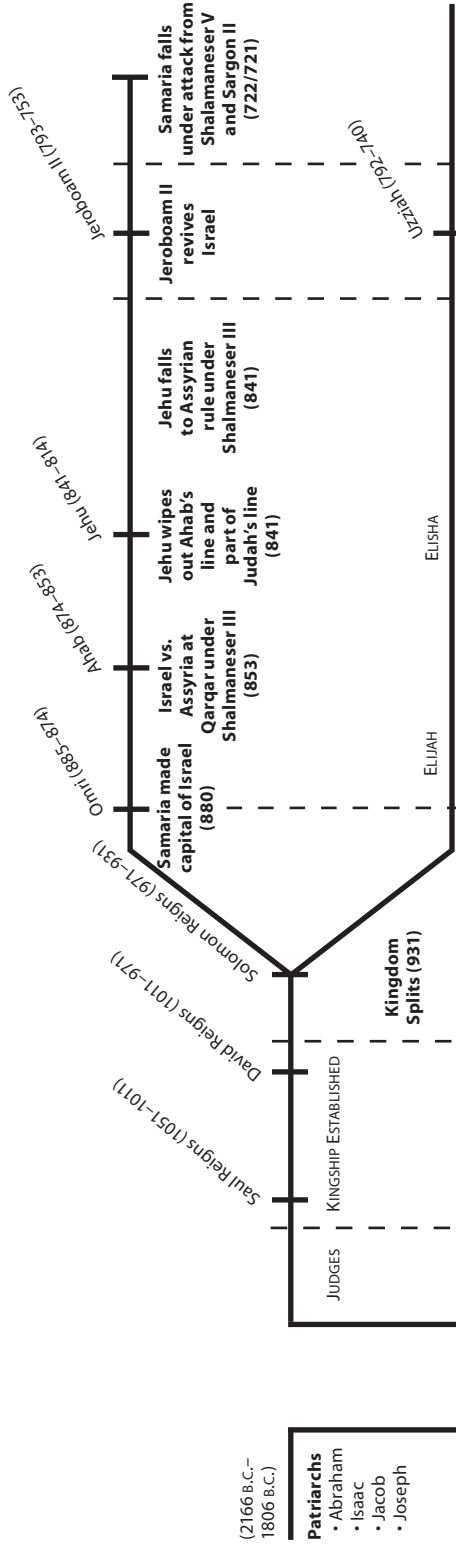 (2166 B.C.–
1806 B.C.)
Patriarchs
• Abraham
• Isaac
• Jacob
• Joseph
JUDGES
Saul Reigns (1051–1011)
KINGSHIP ESTABLISHED
David Reigns (1011–971)
Solomon Reigns (971–931)
Kingdom
Splits (931)
Omri (885–874)
Samaria made
capital of Israel
(880)
Ahab (874–853)
Israel vs.
Assyria at
Qarqar under
Shalmaneser III
(853)
Jehu (841–814)
Jehu wipes
out Ahab’s
line and
part of
Judah’s line
(841)
Jehu falls
to Assyrian
rule under
Shalmaneser III
(841)
Jeroboam II (793–753)
Jeroboam II
revives
Israel
Samaria falls
under attack from
Shalamaneser V
and Sargon II
(722/721)
ELIJAH
ELISHA
Uzziah (792–740)